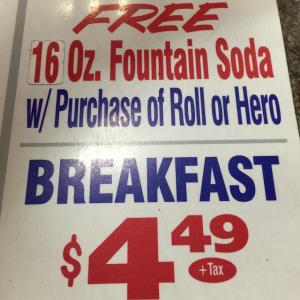 FREE
16 Oz. Fountain Soda
w/ Purchase of Roll or Hero
BREAKFAST
$4.49
+ Tax